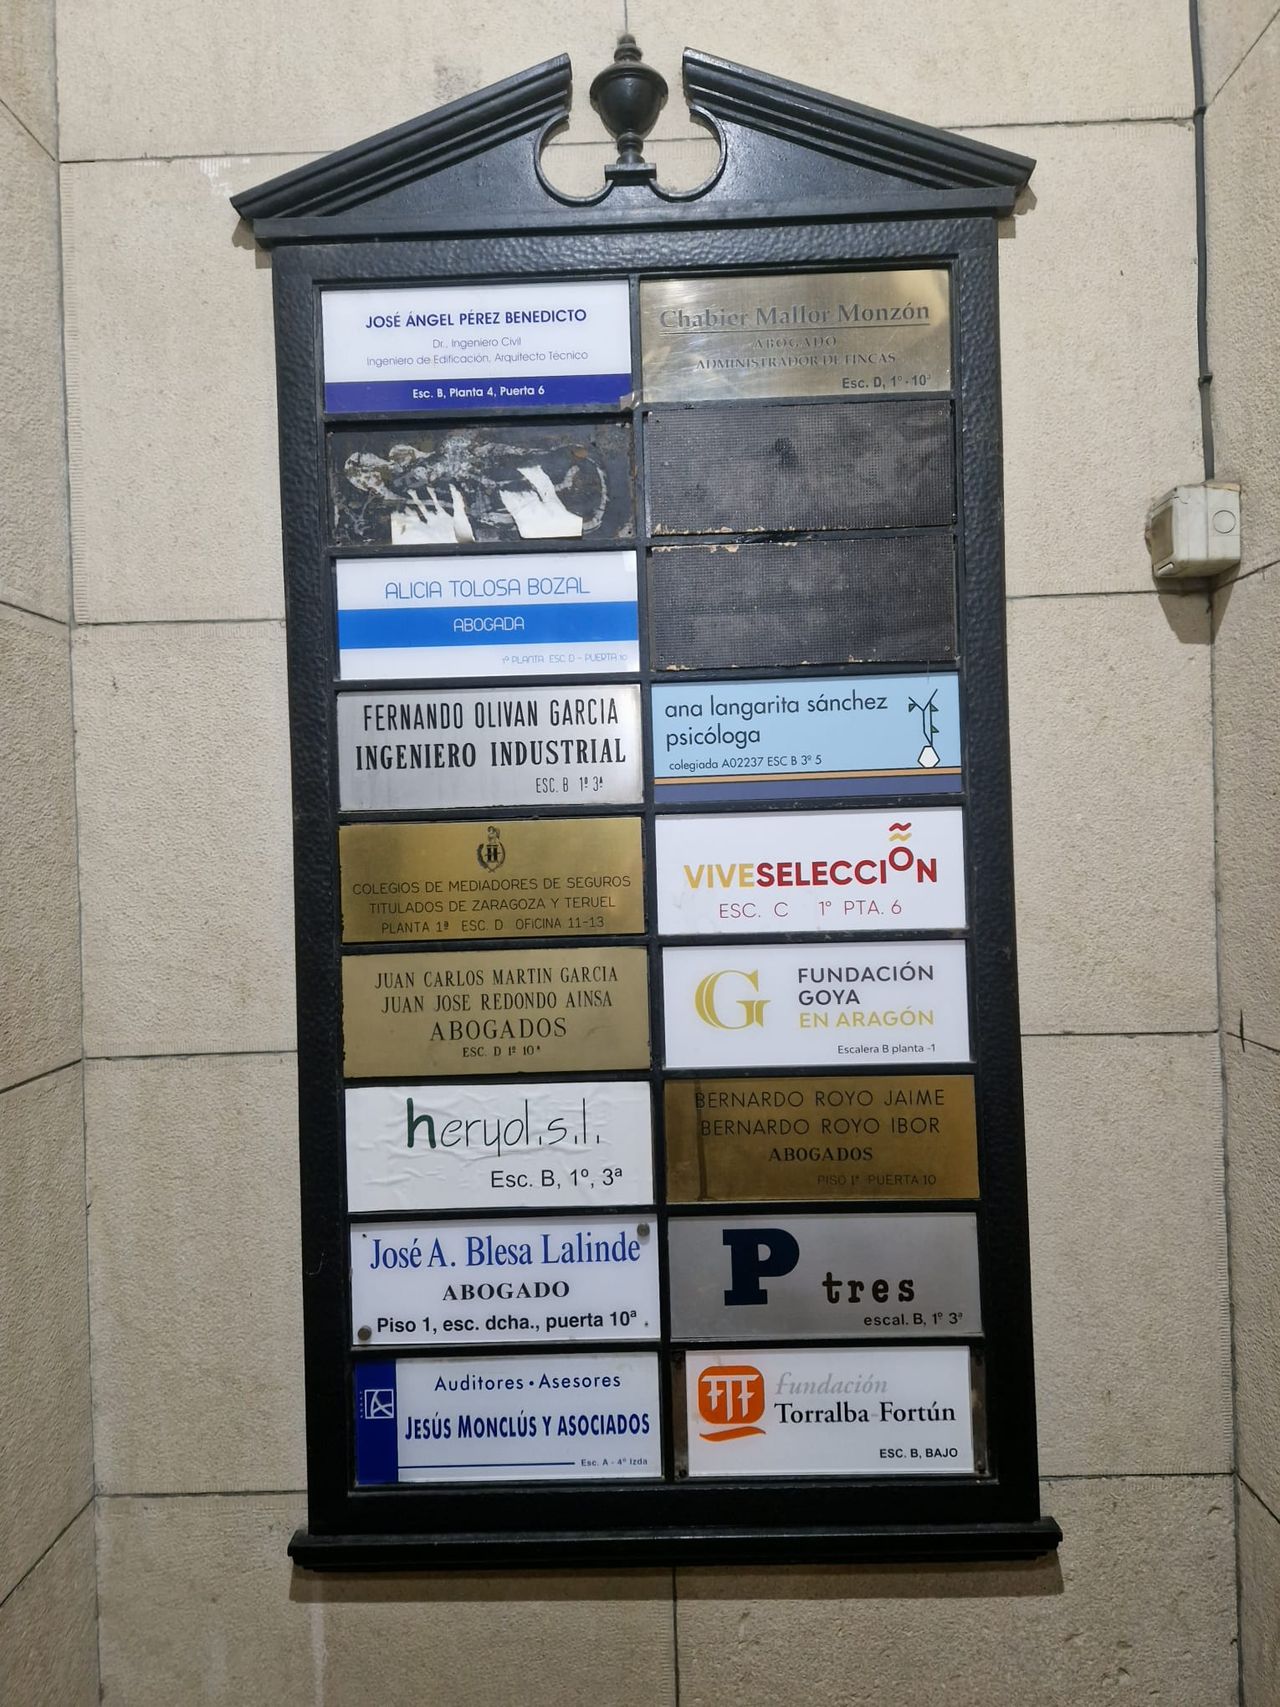 JOSÉ ÁNGEL PÉREZ BENEDICTO
Dr., Ingeniero Civil
Ingeniero de Edificación, Arquitecto Técnico
Esc. B, Planta 4, Puerta 6
Chabier Mallor Monzón
ABOGADO
ADMINISTRADOR DE FINCAS
Esc. D, 1º-10ª
ALICIA TOLOSA BOZAL
ABOGADA
1ª PLANTA ESC D - PUERTA 10
FERNANDO OLIVAN GARCIA
INGENIERO INDUSTRIAL
ESC. B 1º 3ª
ana langarita sánchez
psicóloga
colegiada A02237 ESC B 3º 5
COLEGIOS DE MEDIADORES DE SEGUROS
TITULADOS DE ZARAGOZA Y TERUEL
PLANTA 1ª ESC. D OFICINA 11-13
VIVESELECCIÓN
ESC. C 1° PTA. 6
JUAN CARLOS MARTIN GARCIA
JUAN JOSE REDONDO AINSA
ABOGADOS
ESC. D 1º 10ª
G
FUNDACIÓN
GOYA
EN ARAGÓN
Escalera B planta -1
heryol.s.l.
Esc. B, 1º, 3ª
BERNARDO ROYO JAIME
BERNARDO ROYO IBOR
ABOGADOS
PISO 1º PUERTA 10
José A. Blesa Lalinde
ABOGADO
Piso 1, esc. dcha., puerta 10ª.
P tres
escal. B, 1º 3ª
Auditores • Asesores
JESÚS MONCLÚS Y ASOCIADOS
Esc. A - 4º Izda
FTF
fundación
Torralba-Fortún
ESC. B, BAJO